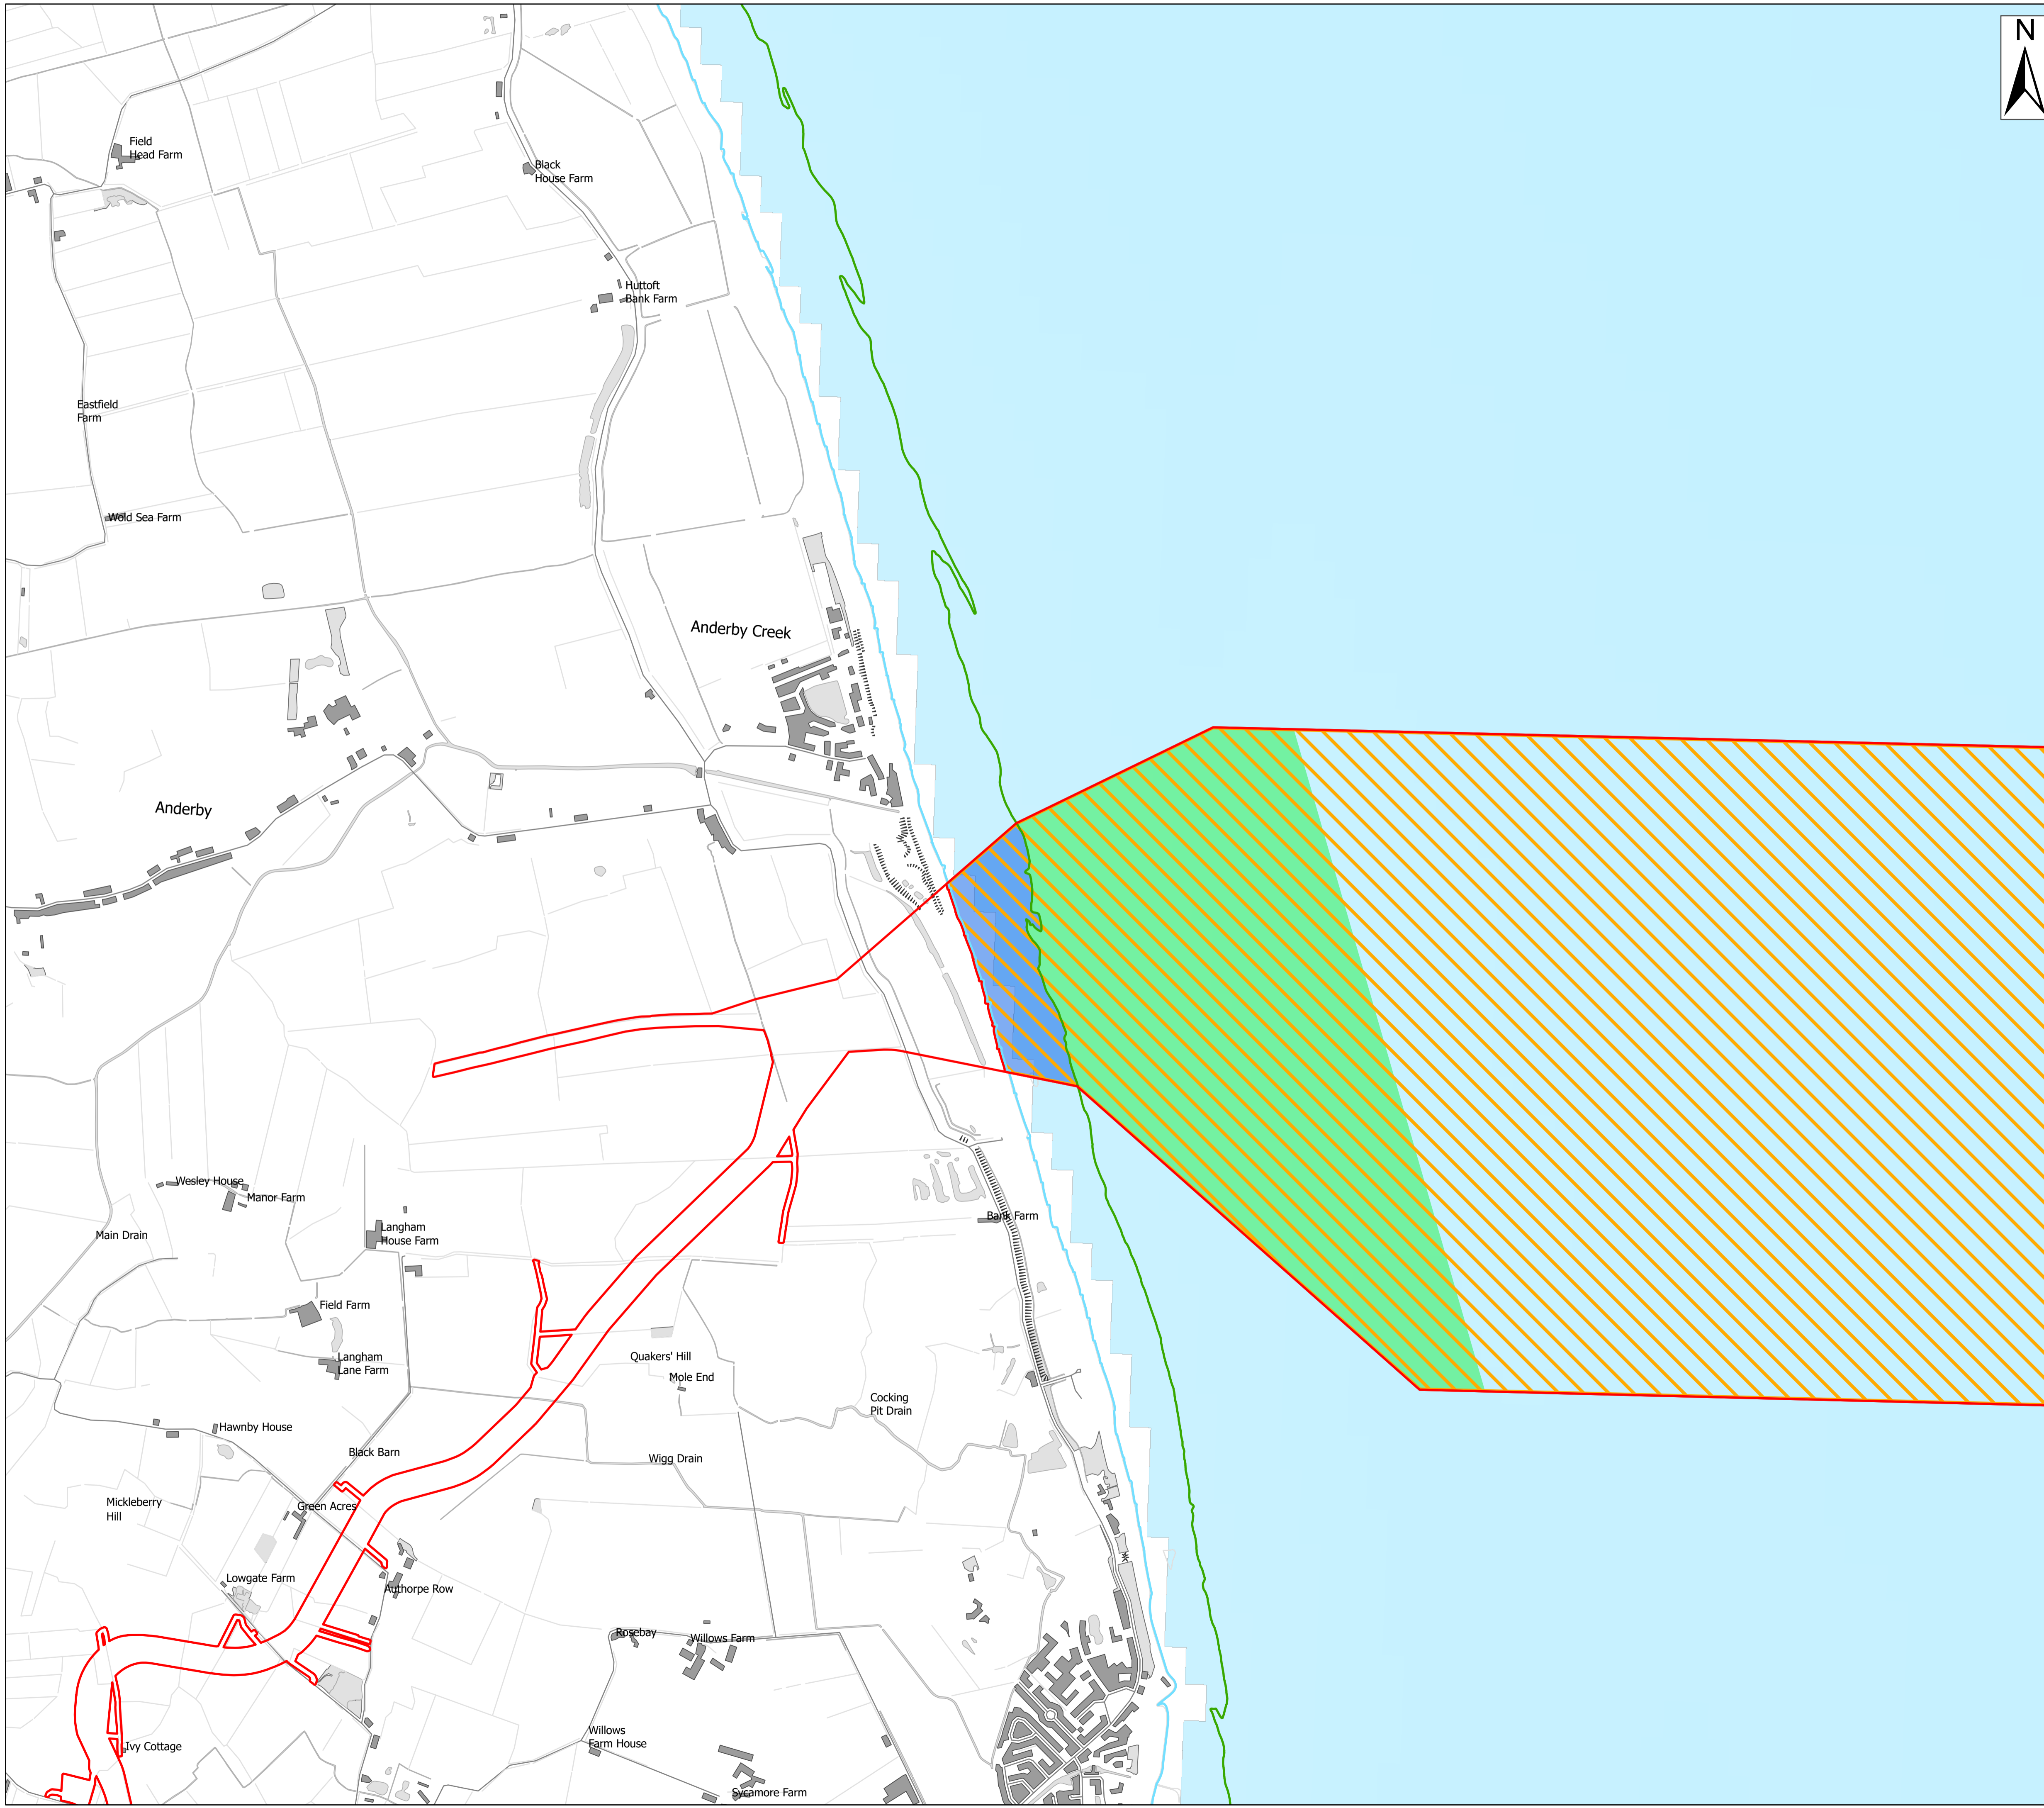 N
Field
Head Farm
Black
House Farm
Huttoft
Bank Farm
Eastfield
Farm
Wold Sea Farm
Anderby Creek
Anderby
Wesley House
Manor Farm
Main Drain
Langham
House Farm
Bank Farm
Field Farm
Langham
Lane Farm
Quakers' Hill
Mole End
Cocking
Pit Drain
Hawnby House
Black Barn
Wigg Drain
Mickleberry
Hill
Green Acres
Lowgate Farm
Authorpe Row
Rosebay
Willows Farm
Willows
Farm House
Ivy Cottage
Sycamore Farm